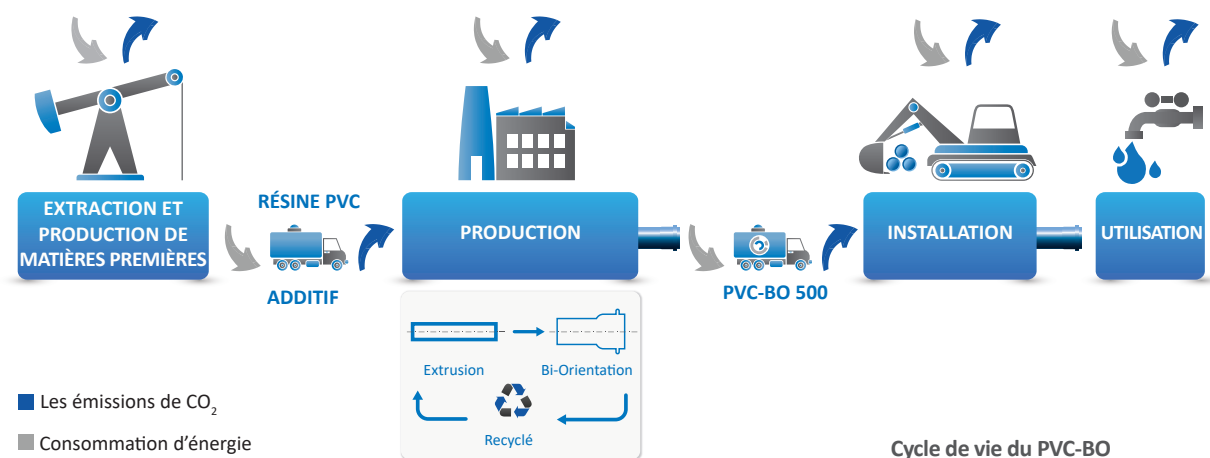 EXTRACTION ET
PRODUCTION DE
MATIÈRES PREMIÈRES
RÉSINE PVC
ADDITIF
PRODUCTION
PVC-BO 500
INSTALLATION
UTILISATION
Extrusion
Bi-Orientation
Recyclé
Les émissions de CO₂
Consommation d'énergie
Cycle de vie du PVC-BO